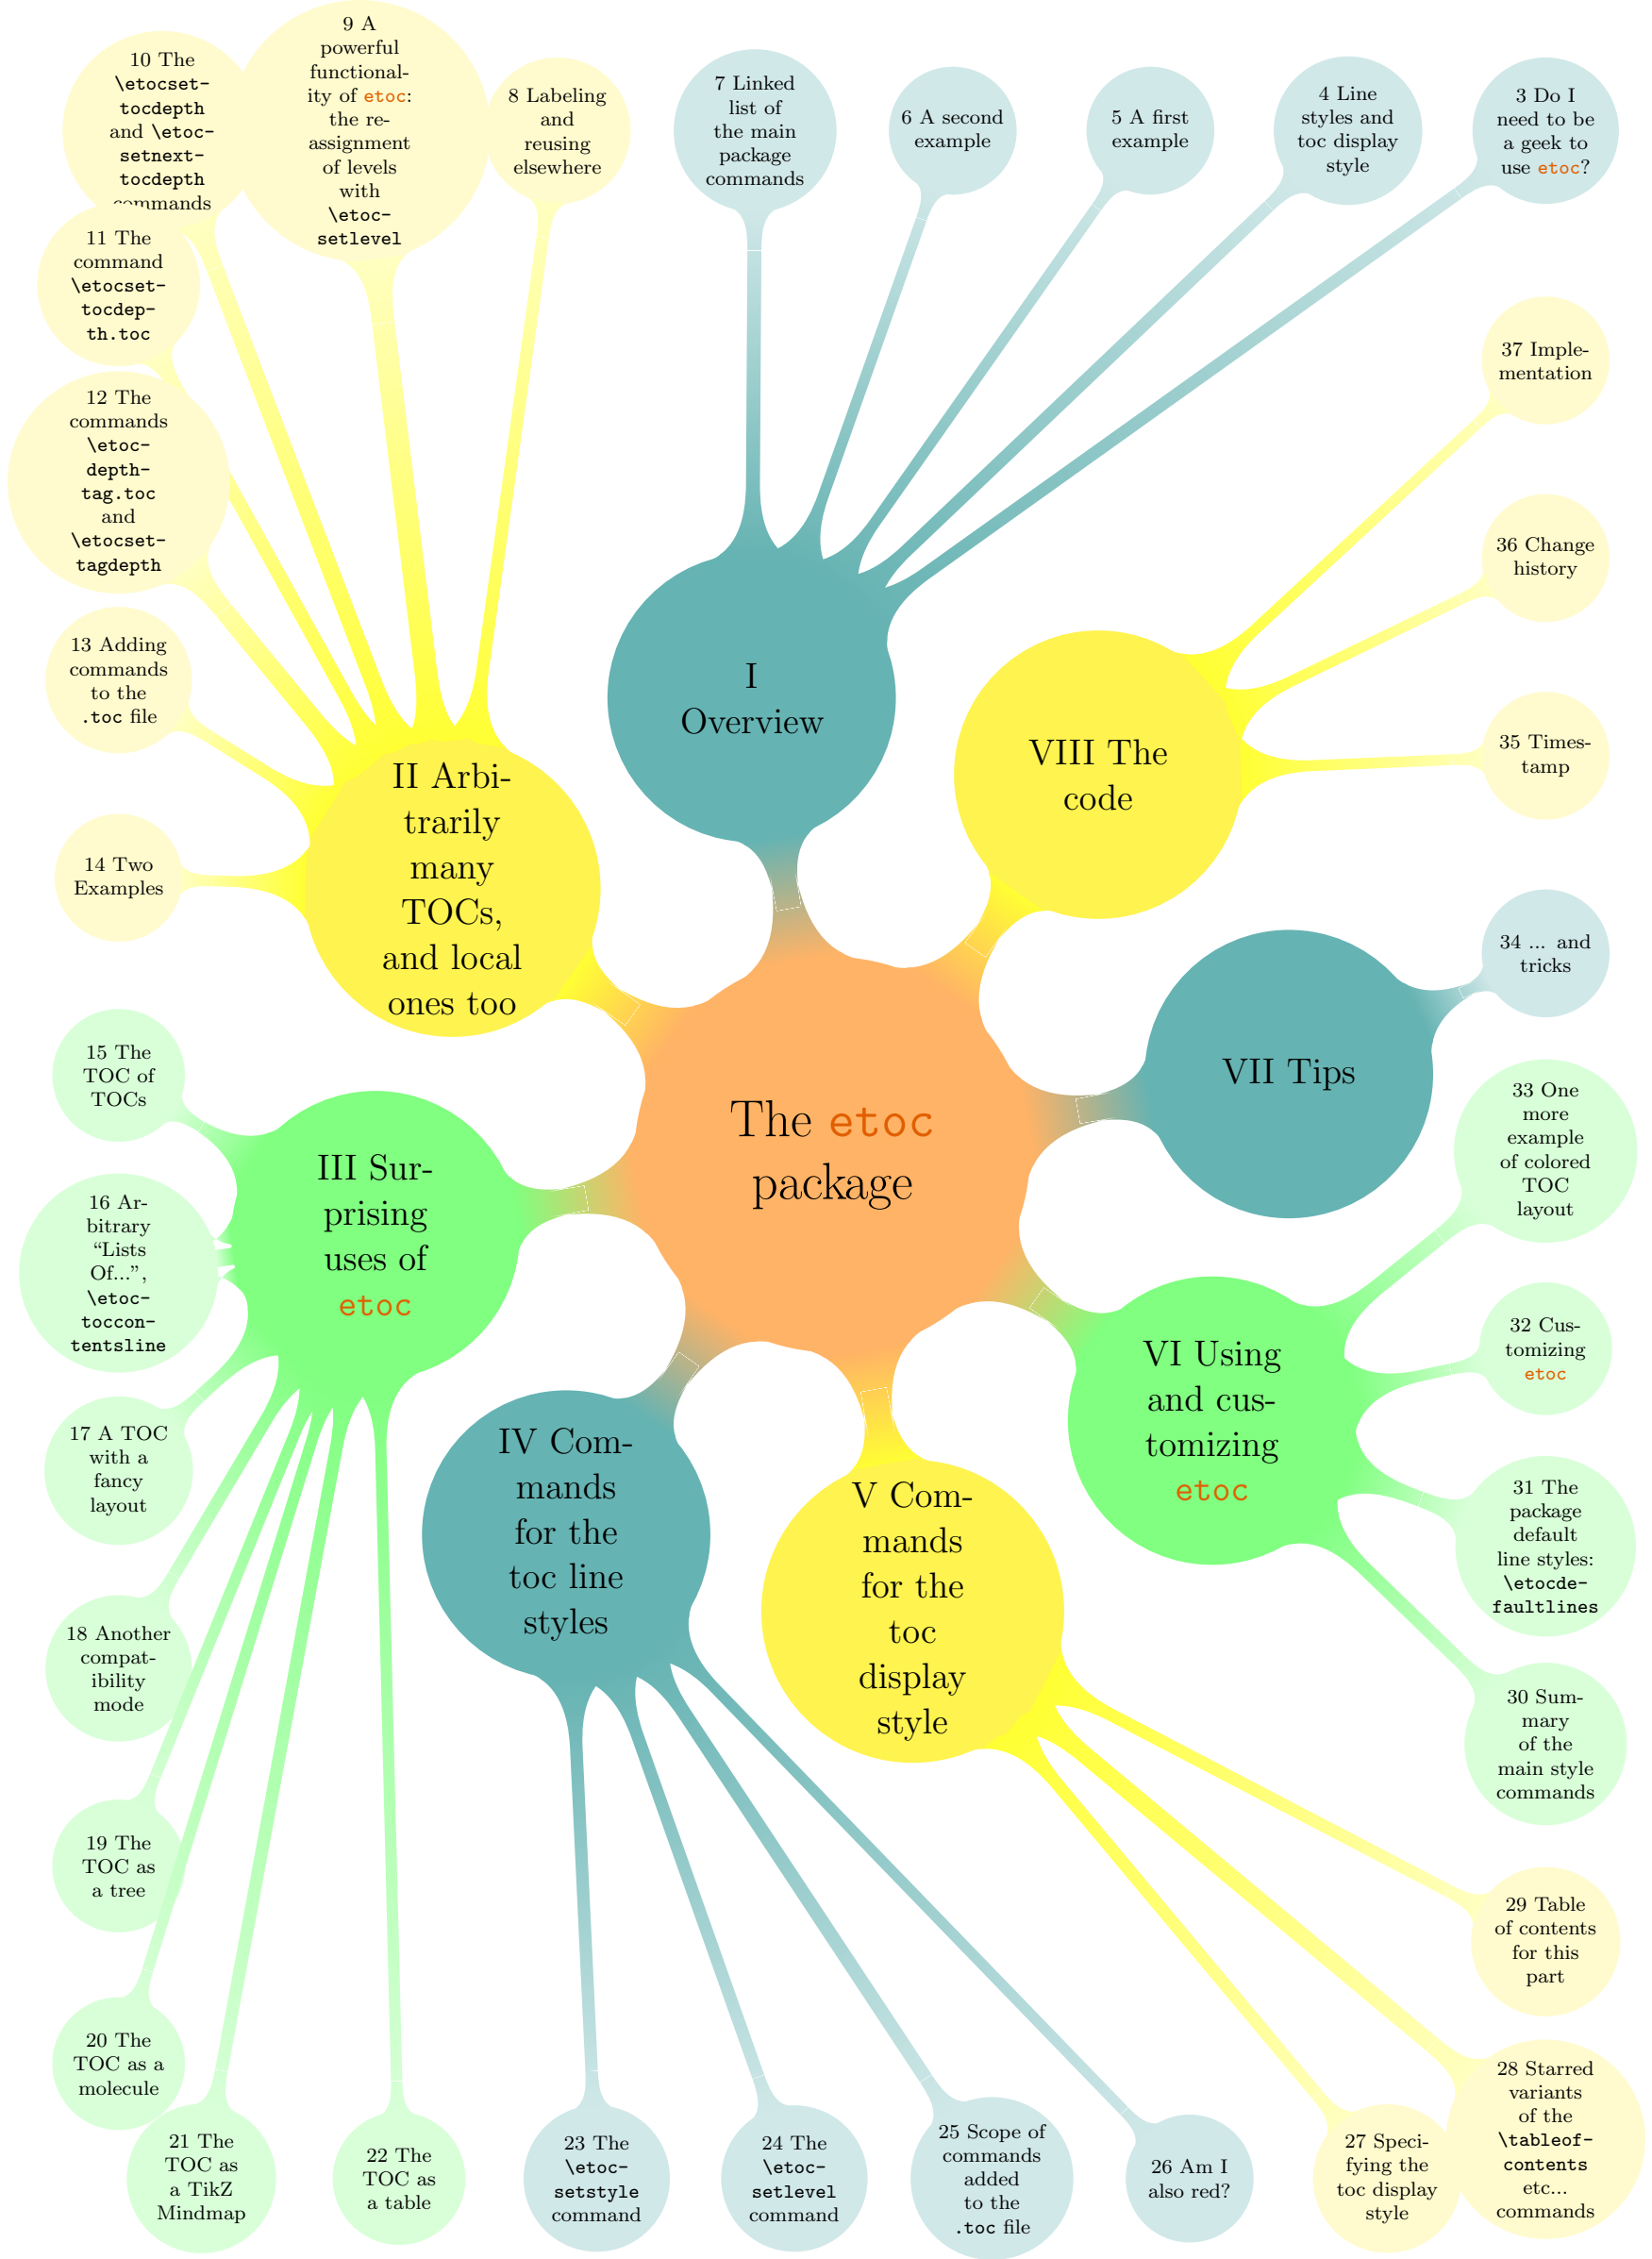 The etoc
package
I
Overview
3 Do I
need to be
a geek to
use etoc?
4 Line
styles and
toc display
style
5 A first
example
6 A second
example
7 Linked
list of
the main
package
commands
II Arbi-
trarily
many
TOCs,
and local
ones too
8 Labeling
and
reusing
elsewhere
9 A
powerful
functional-
ity of etoc:
the re-
assignment
of levels
with
\etoc-
setlevel
10 The
\etocset-
tocdepth
and \etoc-
setnext-
tocdepth
commands
11 The
command
\etocset-
tocdep-
th.toc
12 The
commands
\etoc-
depth-
tag.toc
and
\etocset-
tagdepth
13 Adding
commands
to the
.toc file
14 Two
Examples
III Sur-
prising
uses of
etoc
15 The
TOC of
TOCs
16 Ar-
bitrary
“Lists
Of...”,
\etoc-
toccon-
tentsline
17 A TOC
with a
fancy
layout
18 Another
compat-
ibility
mode
19 The
TOC as
a tree
20 The
TOC as a
molecule
21 The
TOC as
a TikZ
Mindmap
22 The
TOC as
a table
IV Com-
mands
for the
toc line
styles
23 The
\etoc-
setstyle
command
24 The
\etoc-
setlevel
command
25 Scope of
commands
added
to the
.toc file
26 Am I
also red?
V Com-
mands
for the
toc
display
style
27 Speci-
fying the
toc display
style
28 Starred
variants
of the
\tableof-
contents
etc...
commands
29 Table
of contents
for this
part
VI Using
and cus-
tomizing
etoc
30 Sum-
mary
of the
main style
commands
31 The
package
default
line styles:
\etocde-
faultlines
32 Cus-
tomizing
etoc
33 One
more
example
of colored
TOC
layout
VII Tips
34 ... and
tricks
VIII The
code
35 Times-
tamp
36 Change
history
37 Imple-
mentation